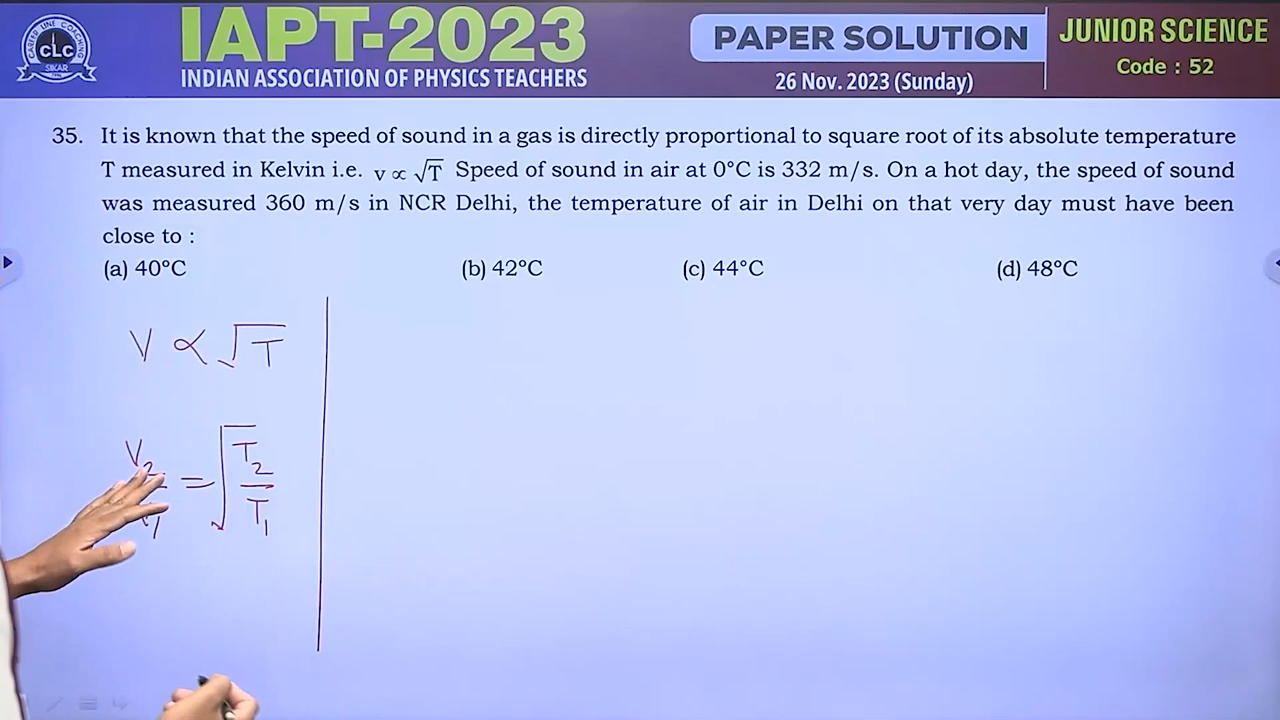 CAREER LINE COACHING
CLC
SIKAR
IAPT-2023
INDIAN ASSOCIATION OF PHYSICS TEACHERS
PAPER SOLUTION
26 Nov. 2023 (Sunday)
JUNIOR SCIENCE
Code : 52
35. It is known that the speed of sound in a gas is directly proportional to square root of its absolute temperature
T measured in Kelvin i.e. v ∝ √T Speed of sound in air at 0°C is 332 m/s. On a hot day, the speed of sound
was measured 360 m/s in NCR Delhi, the temperature of air in Delhi on that very day must have been
close to :
(a) 40°C (b) 42°C (c) 44°C (d) 48°C
V ∝ √T
V₂/V₁ = √(T₂/T₁)